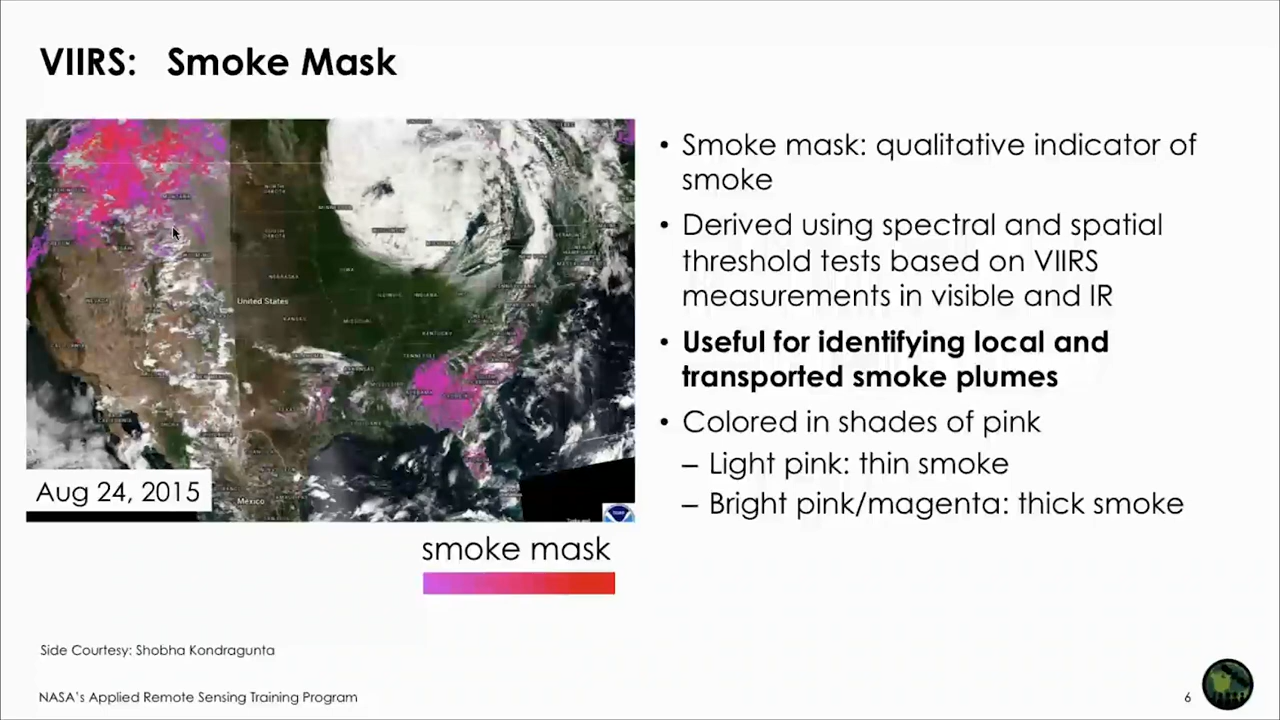 VIIRS: Smoke Mask
United States
Mexico
Aug 24, 2015
smoke mask
• Smoke mask: qualitative indicator of
smoke
• Derived using spectral and spatial
threshold tests based on VIIRS
measurements in visible and IR
• Useful for identifying local and
transported smoke plumes
• Colored in shades of pink
– Light pink: thin smoke
– Bright pink/magenta: thick smoke
Side Courtesy: Shobha Kondragunta
NASA's Applied Remote Sensing Training Program
6